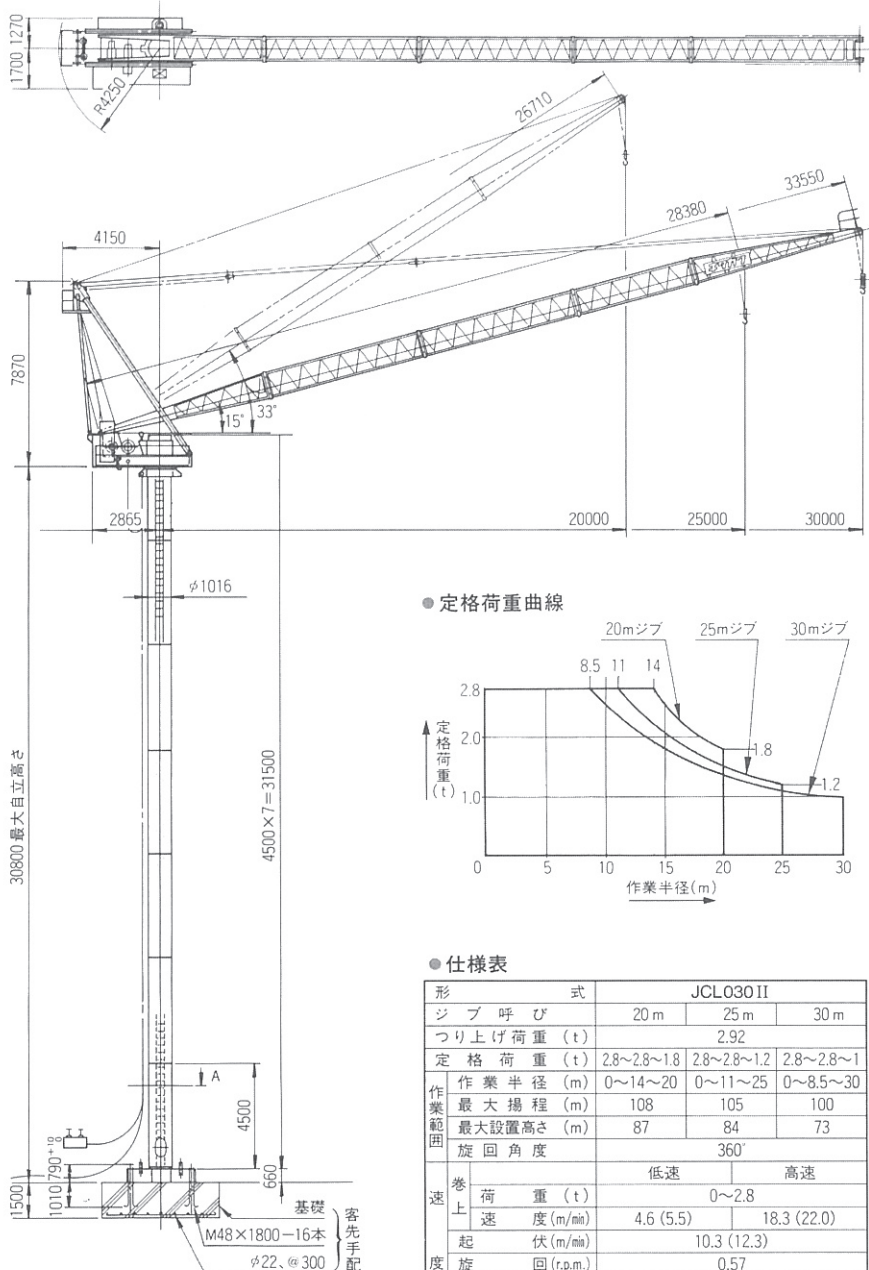 1270
1700
R4250
26710
33550
28380
4150
7870
15°
33°
2865
20000
25000
30000
φ1016
30800 最大自立高さ
4500×7=31500
A
4500
660
790+10
1010
1500
基礎
M48×1800-16本
φ22、@300
客先手配
●定格荷重曲線
20mジブ
25mジブ
30mジブ
8.5
11
14
2.8
2.0
1.0
1.8
1.2
定格荷重(t)
0
5
10
15
20
25
30
作業半径(m)
●仕様表
形式 JCL030II
ジブ呼び 20m 25m 30m
つり上げ荷重(t) 2.92
定格荷重(t) 2.8~2.8~1.8 2.8~2.8~1.2 2.8~2.8~1
作業範囲
作業半径(m) 0~14~20 0~11~25 0~8.5~30
最大揚程(m) 108 105 100
最大設置高さ(m) 87 84 73
旋回角度 360°
速度
巻上
低速 高速
荷重(t) 0~2.8
速度(m/min) 4.6(5.5) 18.3(22.0)
起伏(m/min) 10.3(12.3)
旋回(r.p.m.) 0.57